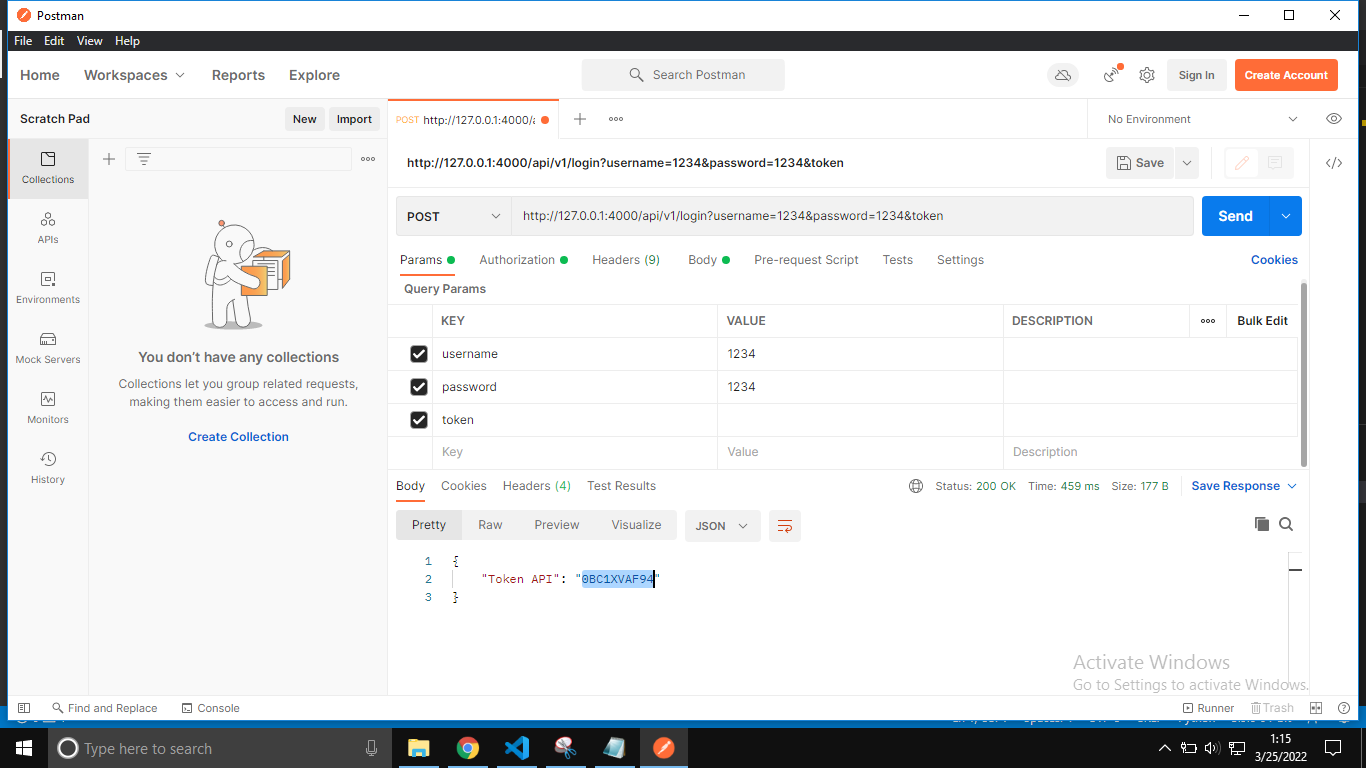 Postman
File Edit View Help
Home Workspaces Reports Explore Search Postman Sign In Create Account
Scratch Pad New Import
POST http://127.0.0.1:4000/a No Environment
Collections
APIs
Environments
Mock Servers
Monitors
History
You don't have any collections
Collections let you group related requests,
making them easier to access and run.
Create Collection
http://127.0.0.1:4000/api/v1/login?username=1234&password=1234&token Save
POST http://127.0.0.1:4000/api/v1/login?username=1234&password=1234&token Send
Params Authorization Headers (9) Body Pre-request Script Tests Settings Cookies
Query Params
KEY VALUE DESCRIPTION Bulk Edit
username 1234
password 1234
token
Key Value Description
Body Cookies Headers (4) Test Results Status: 200 OK Time: 459 ms Size: 177 B Save Response
Pretty Raw Preview Visualize JSON
1 {
2 "Token API": "0BC1XVAF94"
3 }
Activate Windows
Go to Settings to activate Windows.
Find and Replace Console Runner Trash
Type here to search
1:15
3/25/2022